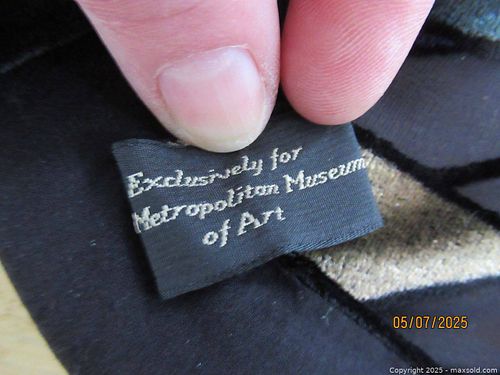 Exclusively for
Metropolitan Museum
of Art
05/07/2025
Copyright 2025 - maxsold.com